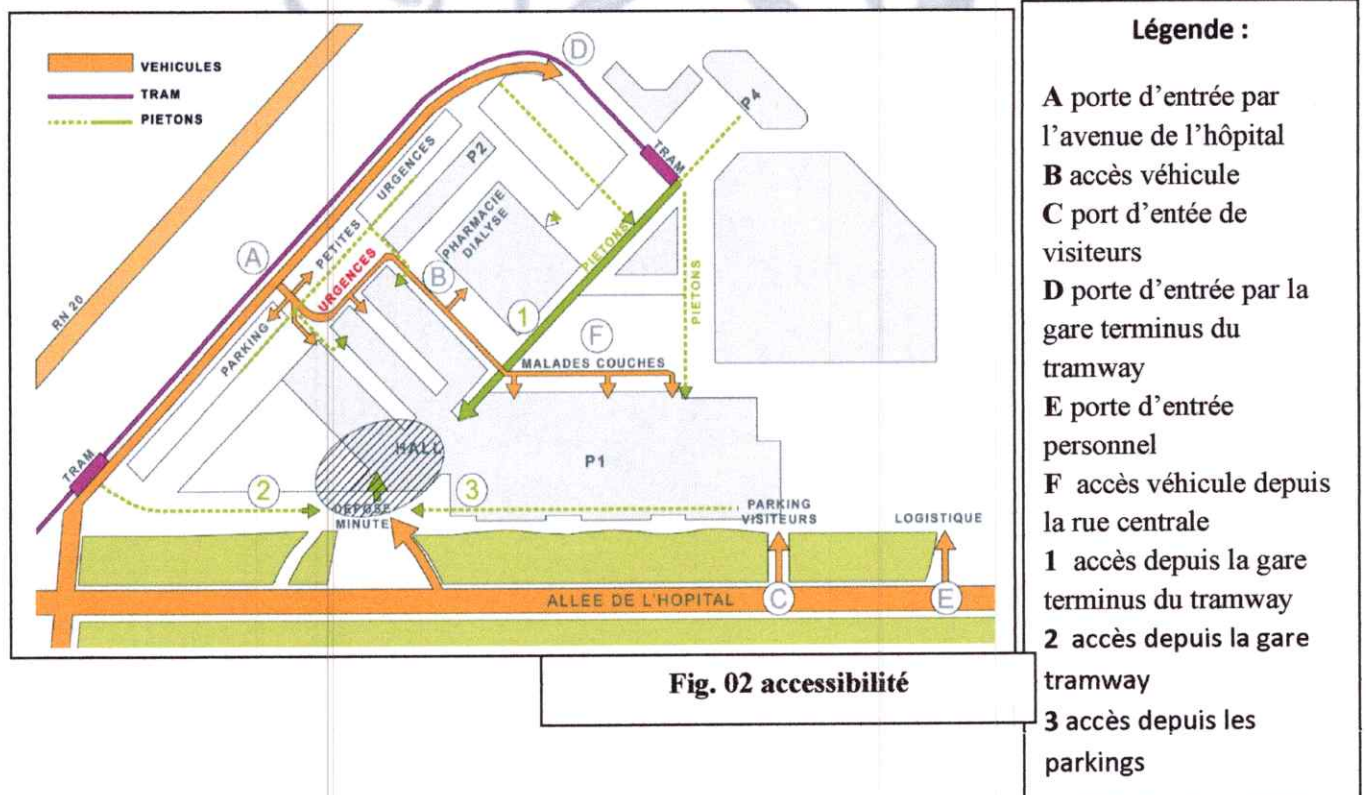 VEHICULES
TRAM
PIETONS
D
P4
TRAM
URGENCES
P2
PETITES
PHARMACIE
DIALYSE
PIETONS
A
URGENCES
B
RN 20
PARKING
1
F
PIETONS
MALADES COUCHES
TRAM
HALL
P1
2
3
DEPOSE
MINUTE
PARKING
VISITEURS
LOGISTIQUE
ALLEE DE L'HOPITAL
C
E
Fig. 02 accessibilité
Légende :
A porte d'entrée par
l'avenue de l'hôpital
B accès véhicule
C port d'entée de
visiteurs
D porte d'entrée par la
gare terminus du
tramway
E porte d'entrée
personnel
F accès véhicule depuis
la rue centrale
1 accès depuis la gare
terminus du tramway
2 accès depuis la gare
tramway
3 accès depuis les
parkings